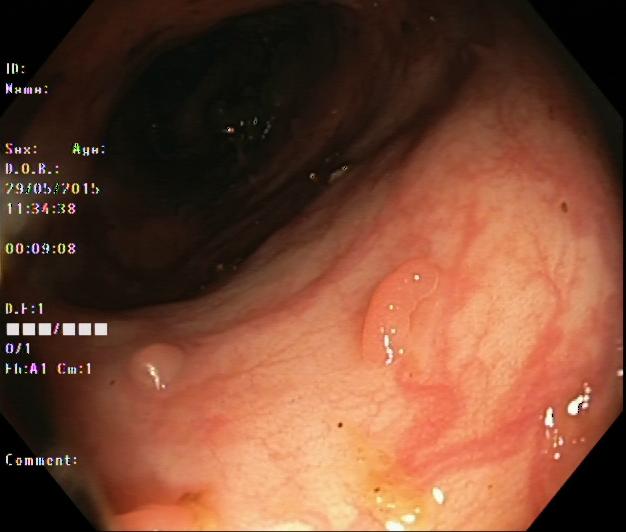 ID:
Name:
Sex: Age:
D.O.B.:
29/05/2015
11:34:38
00:09:08
D.F:1
■■■/■■■
0/1
Eh:A1 Cm:1
Comment: